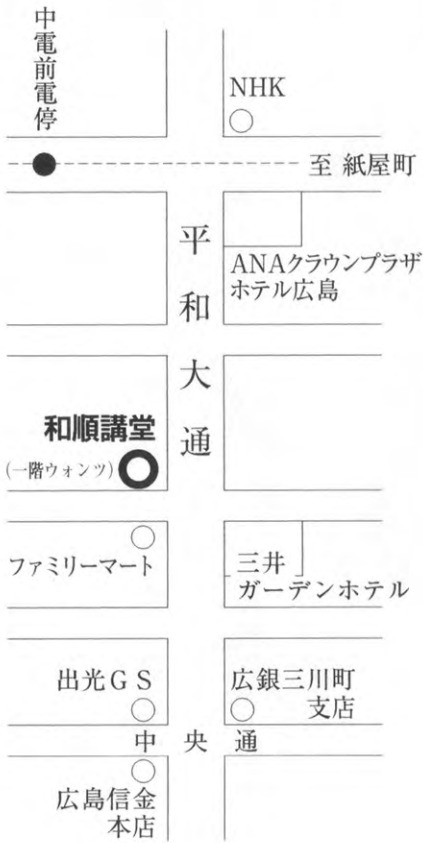 中電前電停
NHK
至 紙屋町
平和大通
ANAクラウンプラザ
ホテル広島
和順講堂
(一階ウォンツ)
ファミリーマート
三井
ガーデンホテル
出光GS
広銀三川町
支店
中央通
広島信金
本店